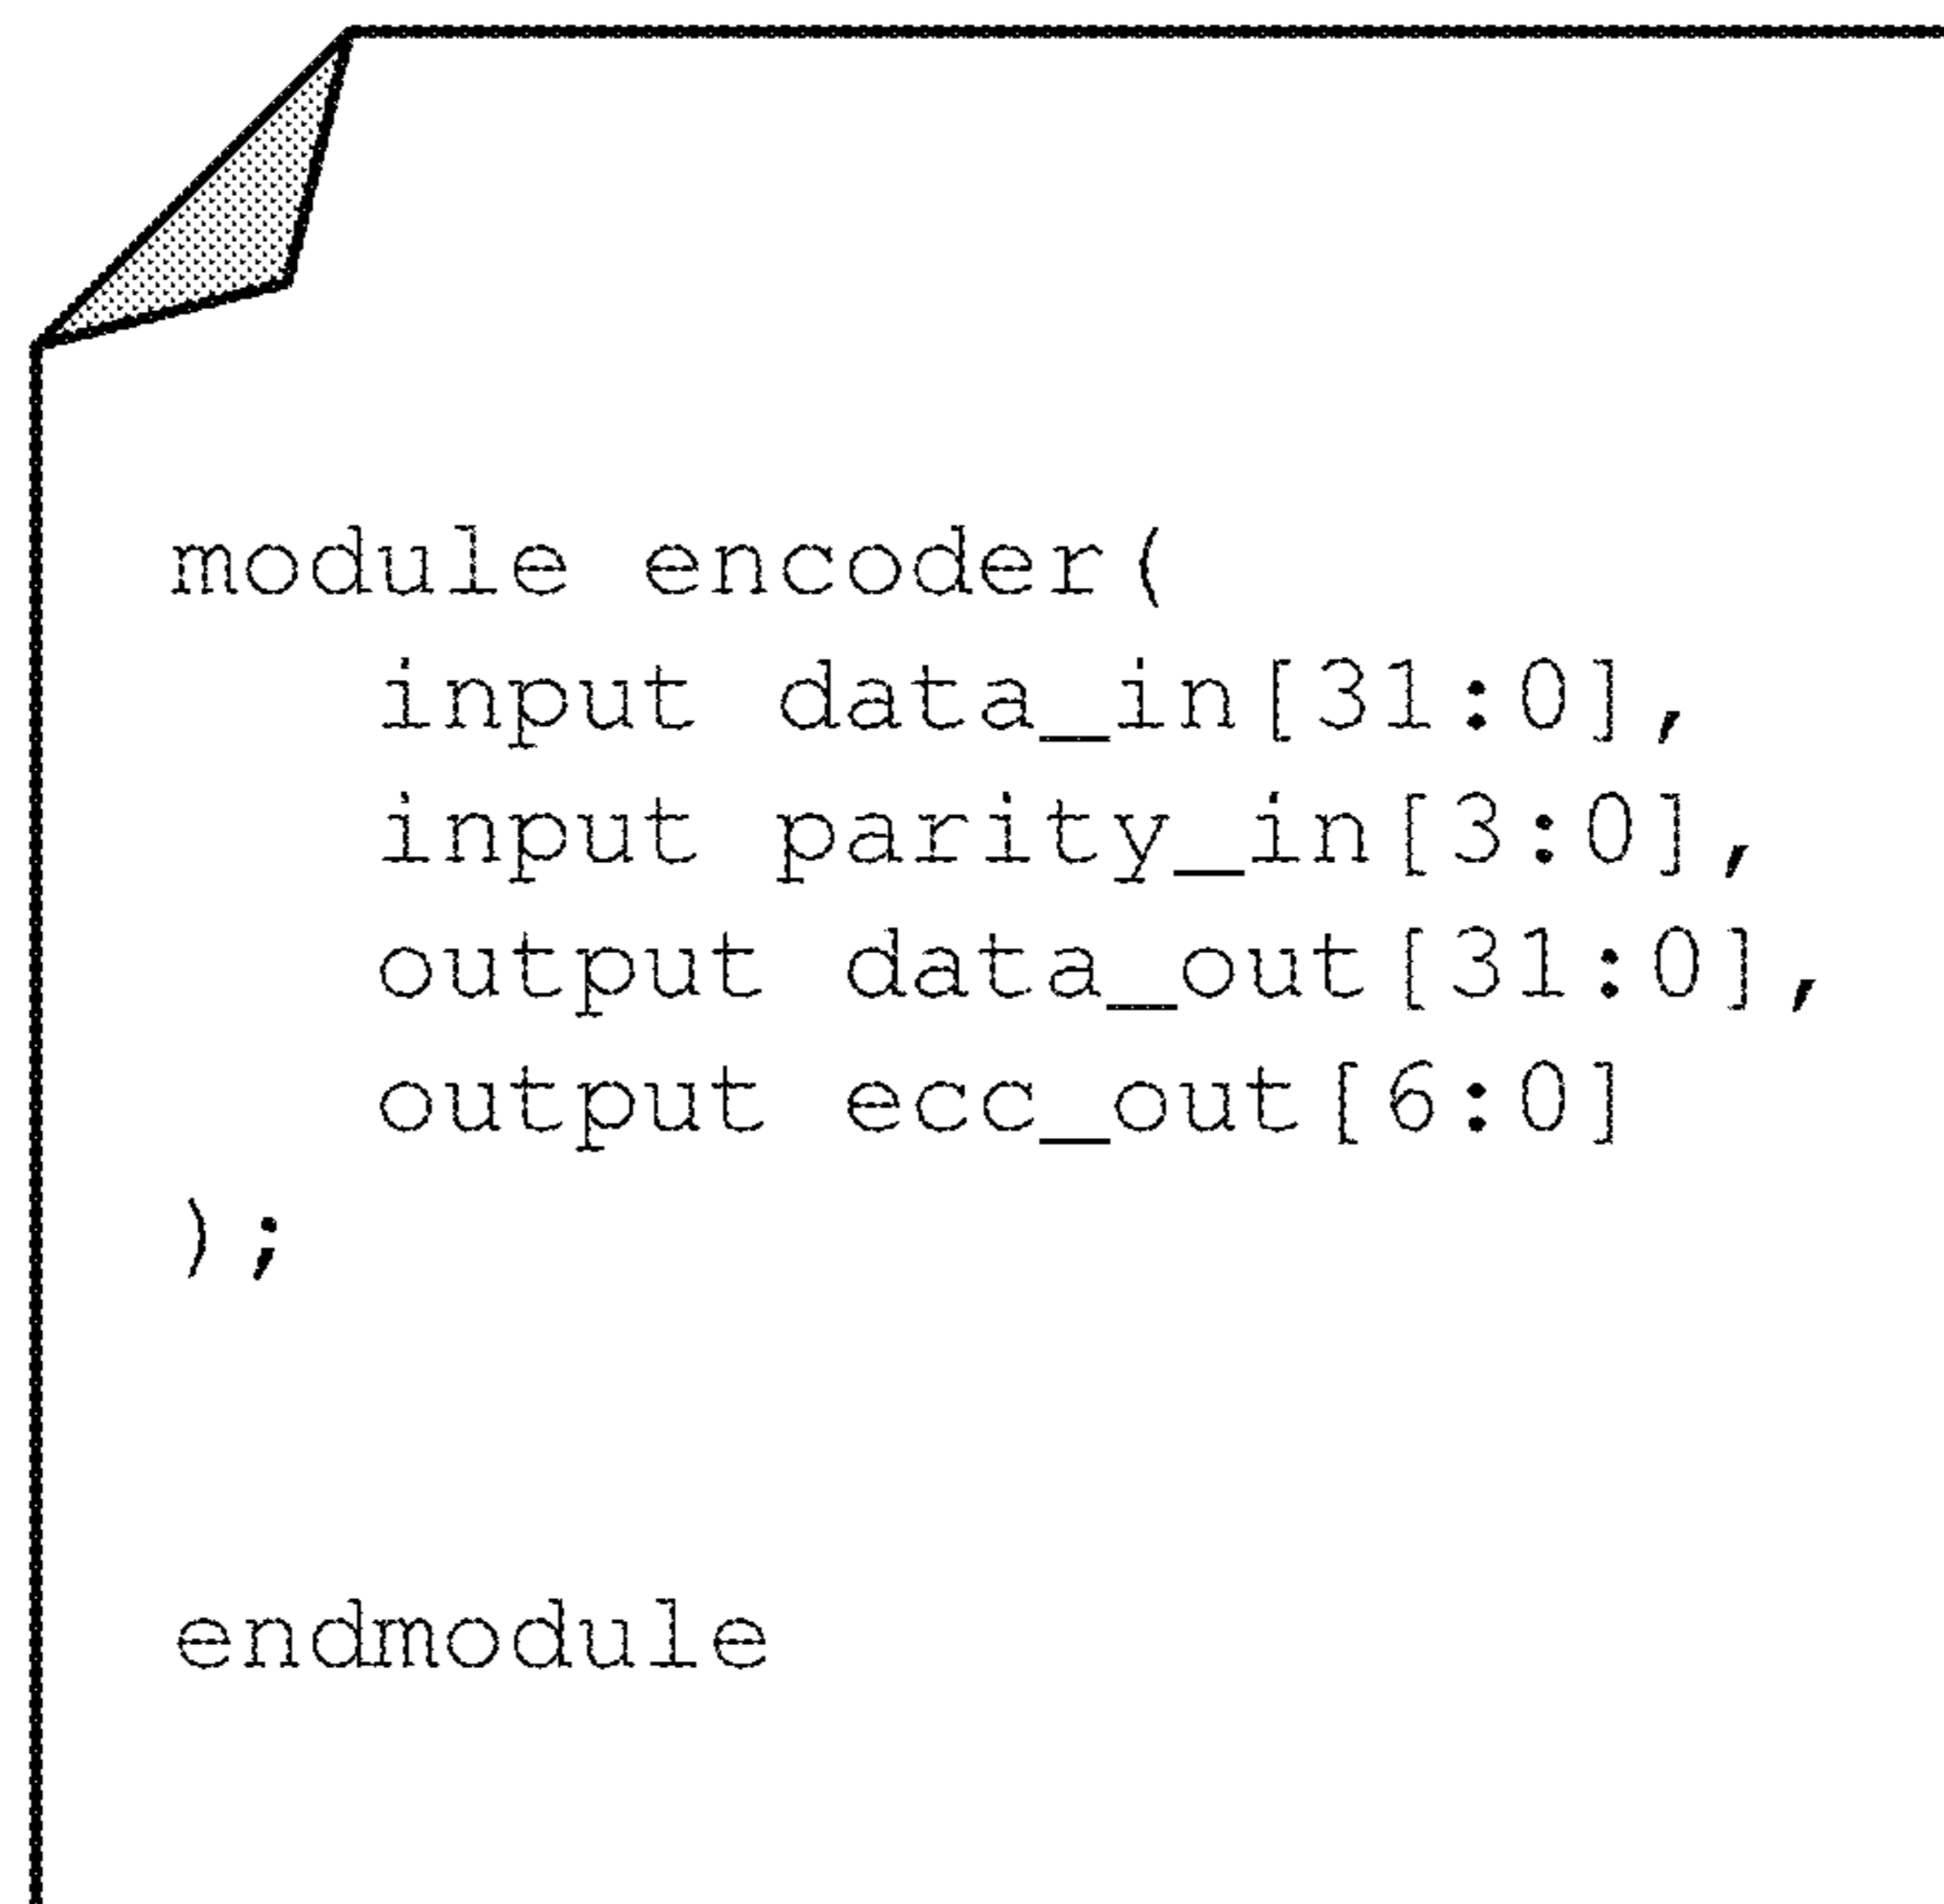 module encoder(
input data_in[31:0],
input parity_in[3:0],
output data_out[31:0],
output ecc_out[6:0]
);
endmodule